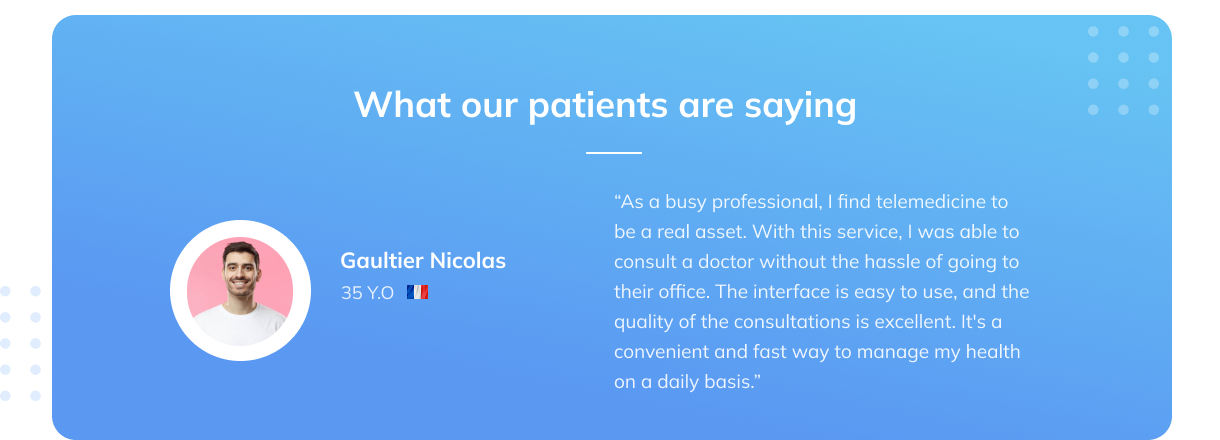 What our patients are saying
Gaultier Nicolas
35 Y.O
“As a busy professional, I find telemedicine to
be a real asset. With this service, I was able to
consult a doctor without the hassle of going to
their office. The interface is easy to use, and the
quality of the consultations is excellent. It's a
convenient and fast way to manage my health
on a daily basis.”